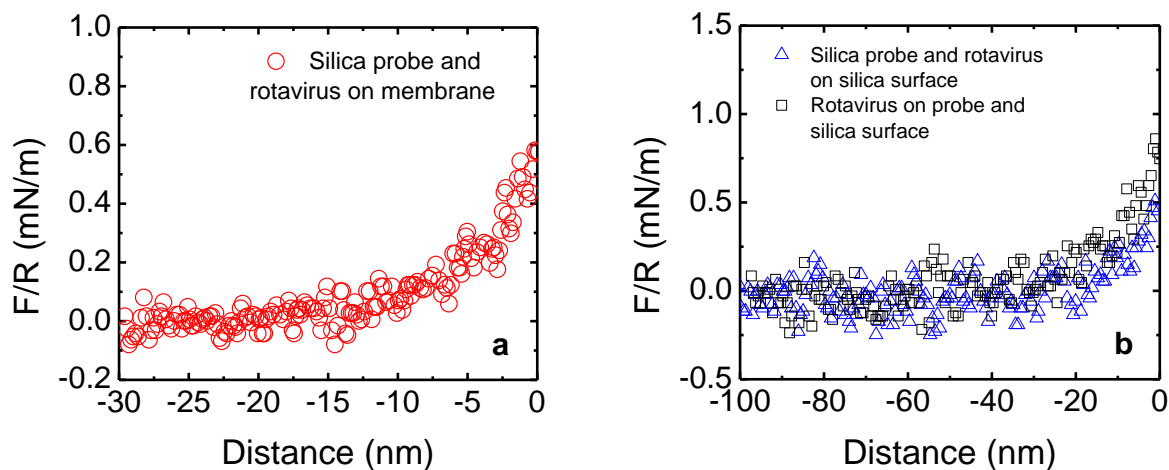 1.0
0.8
0.6
0.4
0.2
0.0
-0.2
F/R (mN/m)
Silica probe and
rotavirus on membrane
a
-30 -25 -20 -15 -10 -5 0
Distance (nm)
1.5
1.0
0.5
0.0
-0.5
F/R (mN/m)
Silica probe and rotavirus
on silica surface
Rotavirus on probe and
silica surface
b
-100 -80 -60 -40 -20 0
Distance (nm)